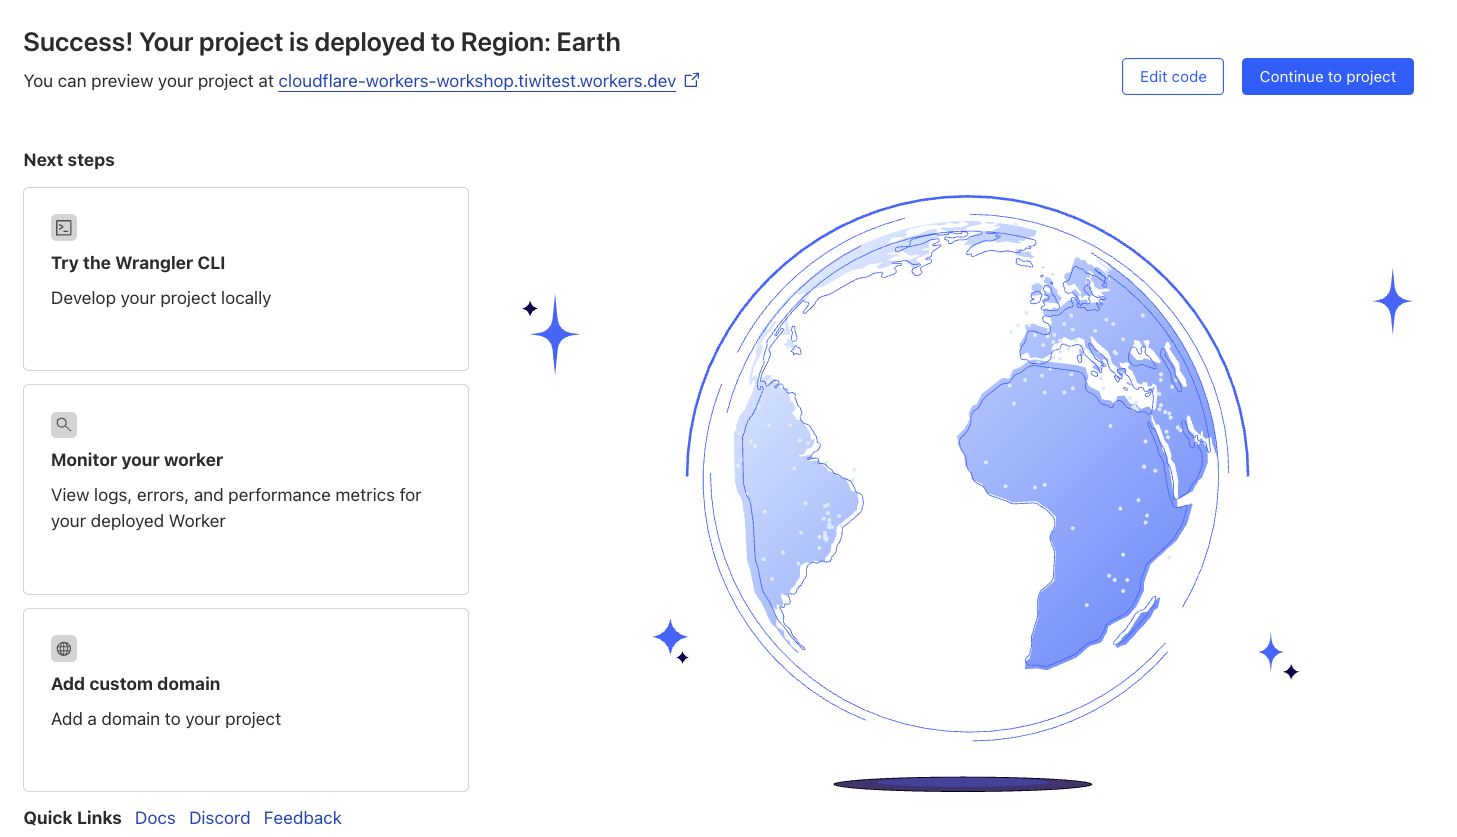 Success! Your project is deployed to Region: Earth
You can preview your project at cloudflare-workers-workshop.tiwitest.workers.dev
Edit code
Continue to project
Next steps
Try the Wrangler CLI
Develop your project locally
Monitor your worker
View logs, errors, and performance metrics for
your deployed Worker
Add custom domain
Add a domain to your project
Quick Links Docs Discord Feedback